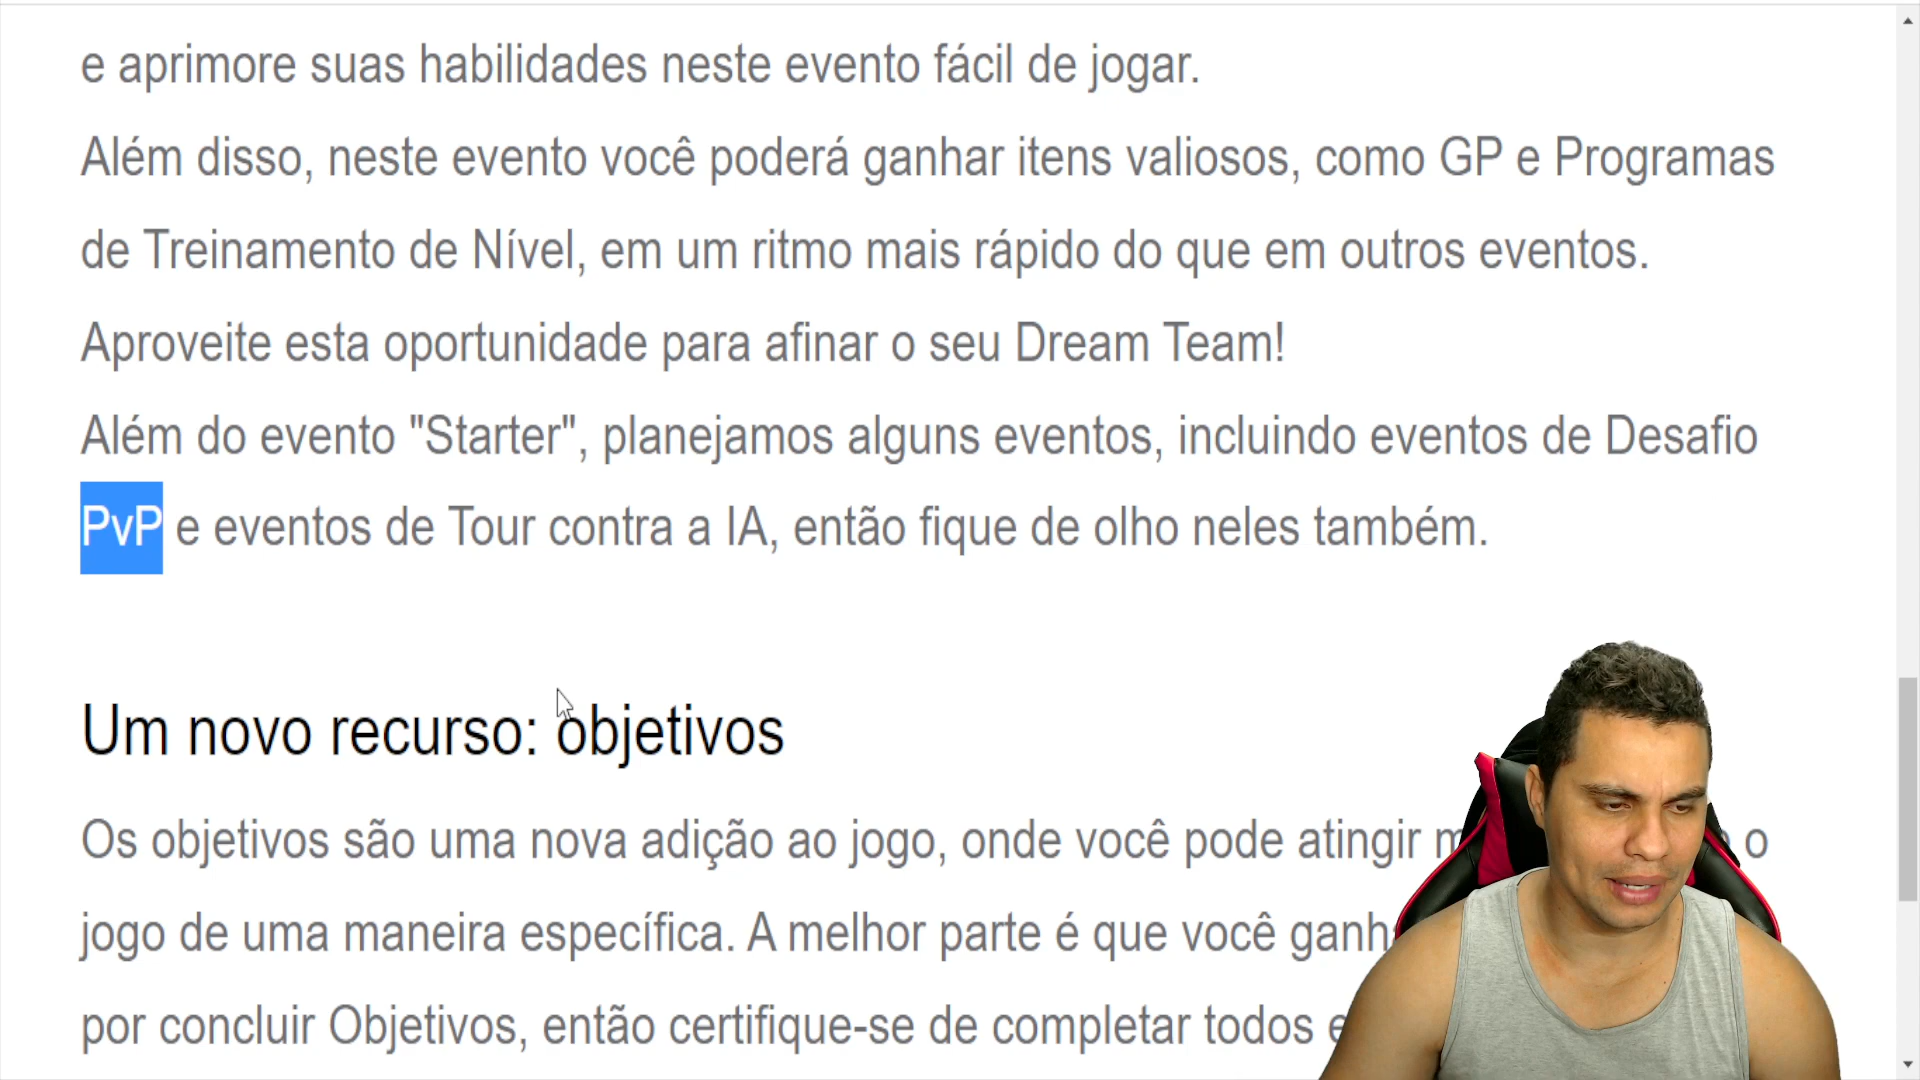 e aprimore suas habilidades neste evento fácil de jogar.
Além disso, neste evento você poderá ganhar itens valiosos, como GP e Programas
de Treinamento de Nível, em um ritmo mais rápido do que em outros eventos.
Aproveite esta oportunidade para afinar o seu Dream Team!
Além do evento "Starter", planejamos alguns eventos, incluindo eventos de Desafio
PvP e eventos de Tour contra a IA, então fique de olho neles também.
Um novo recurso: objetivos
Os objetivos são uma nova adição ao jogo, onde você pode atingir o
jogo de uma maneira específica. A melhor parte é que você
por concluir Objetivos, então certifique-se de completar todos